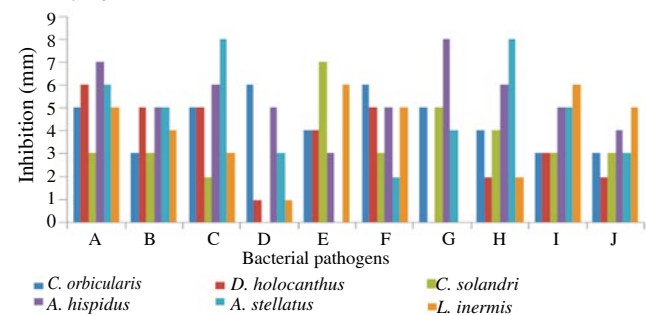 9
8
7
6
5
4
3
2
1
0
Inhibition (mm)
A B C D E F G H I J
Bacterial pathogens
C. orbicularis D. holocanthus C. solandri
A. hispidus A. stellatus L. inermis